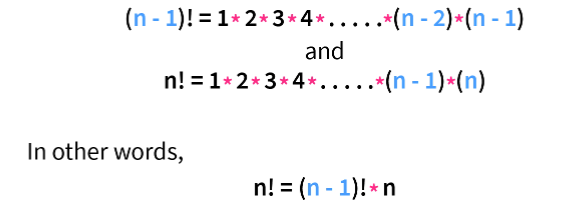 (n - 1)! = 1*2*3*4*.....*(n - 2)*(n - 1)
and
n! = 1*2*3*4*.....*(n - 1)*(n)
In other words,
n! = (n - 1)!*n